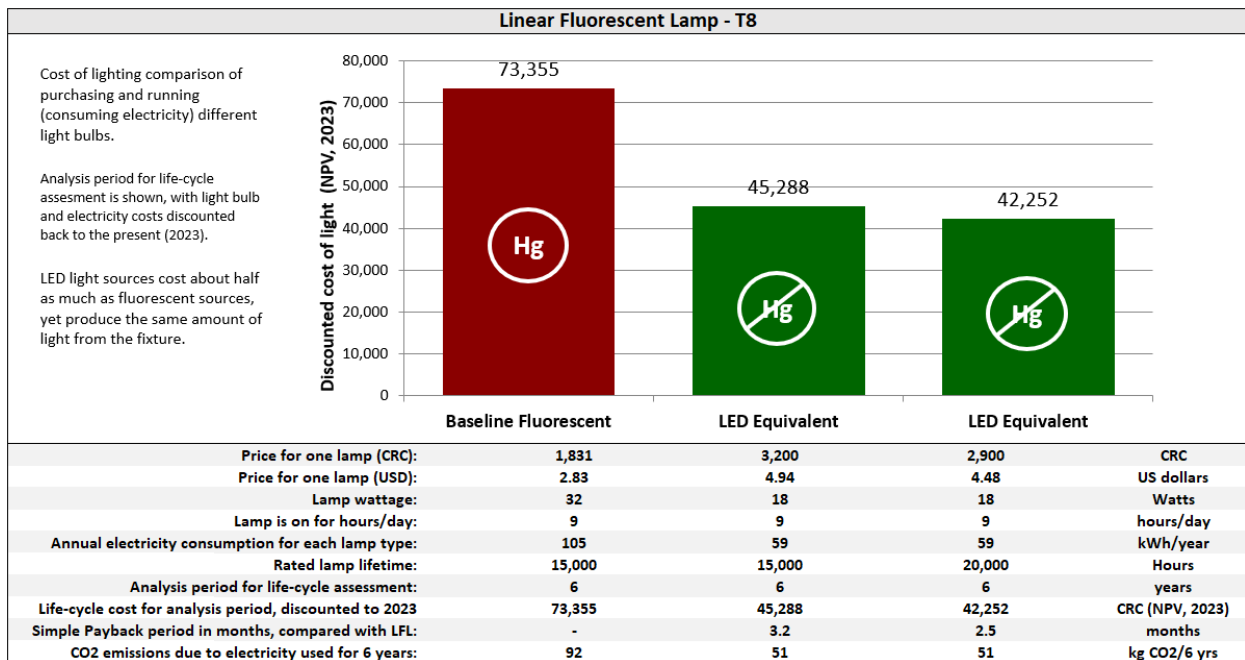 Linear Fluorescent Lamp - T8
Cost of lighting comparison of
purchasing and running
(consuming electricity) different
light bulbs.
Analysis period for life-cycle
assesment is shown, with light bulb
and electricity costs discounted
back to the present (2023).
LED light sources cost about half
as much as fluorescent sources,
yet produce the same amount of
light from the fixture.
Discounted cost of light (NPV, 2023)
80,000
70,000
60,000
50,000
40,000
30,000
20,000
10,000
0
73,355
45,288
42,252
Hg
Hg
Hg
Baseline Fluorescent LED Equivalent LED Equivalent
Price for one lamp (CRC): 1,831 3,200 2,900 CRC
Price for one lamp (USD): 2.83 4.94 4.48 US dollars
Lamp wattage: 32 18 18 Watts
Lamp is on for hours/day: 9 9 9 hours/day
Annual electricity consumption for each lamp type: 105 59 59 kWh/year
Rated lamp lifetime: 15,000 15,000 20,000 Hours
Analysis period for life-cycle assessment: 6 6 6 years
Life-cycle cost for analysis period, discounted to 2023 73,355 45,288 42,252 CRC (NPV, 2023)
Simple Payback period in months, compared with LFL: - 3.2 2.5 months
CO2 emissions due to electricity used for 6 years: 92 51 51 kg CO2/6 yrs